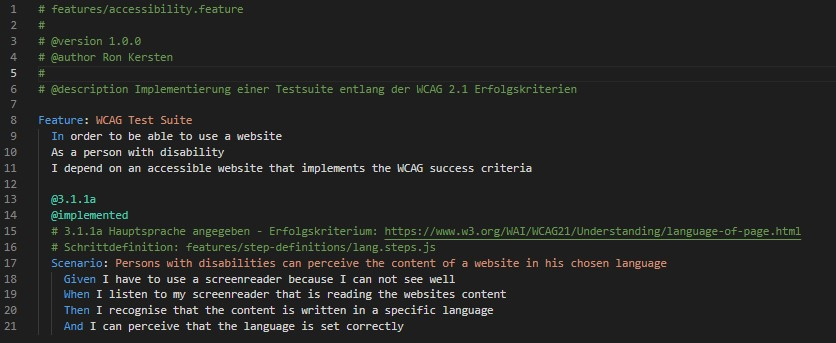 1 # features/accessibility.feature
2 #
3 # @version 1.0.0
4 # @author Ron Kersten
5 #
6 # @description Implementierung einer Testsuite entlang der WCAG 2.1 Erfolgskriterien
7
8 Feature: WCAG Test Suite
9 In order to be able to use a website
10 As a person with disability
11 I depend on an accessible website that implements the WCAG success criteria
12
13 @3.1.1a
14 @implemented
15 # 3.1.1a Hauptsprache angegeben - Erfolgskriterium: https://www.w3.org/WAI/WCAG21/Understanding/language-of-page.html
16 # Schrittdefinition: features/step-definitions/lang.steps.js
17 Scenario: Persons with disabilities can perceive the content of a website in his chosen language
18 Given I have to use a screenreader because I can not see well
19 When I listen to my screenreader that is reading the websites content
20 Then I recognise that the content is written in a specific language
21 And I can perceive that the language is set correctly